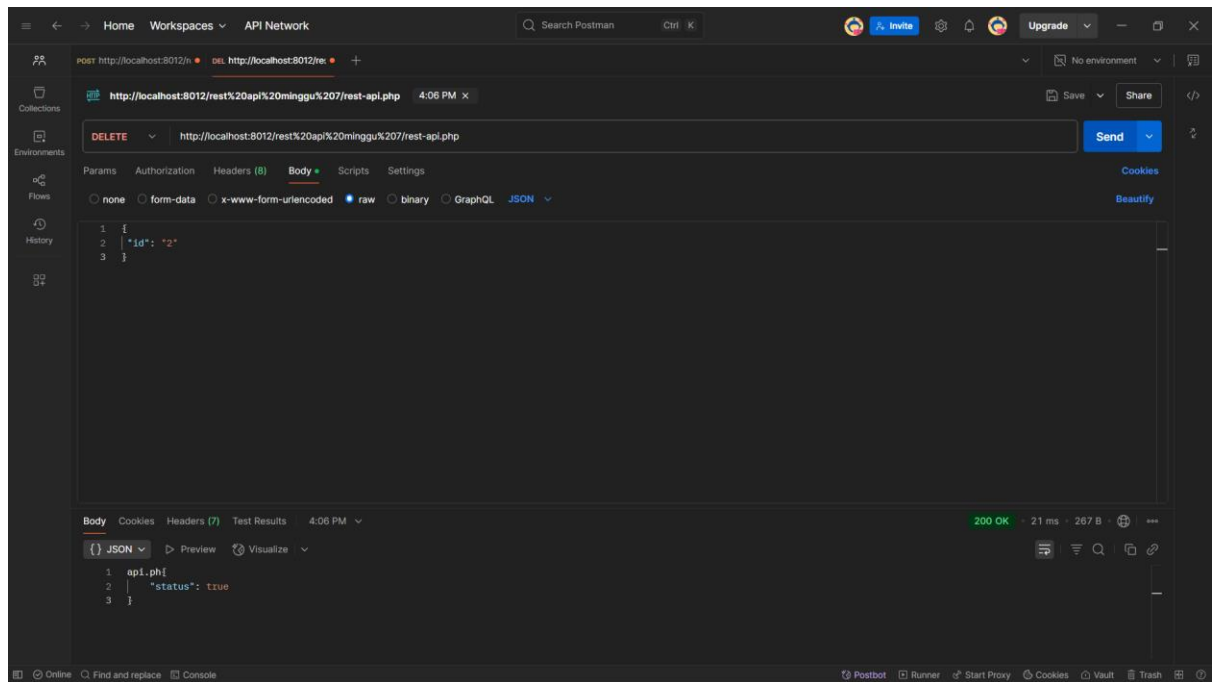 Home Workspaces API Network Search Postman Ctrl K Invite Upgrade
POST http://localhost:8012/n DEL http://localhost:8012/re: No environment
http://localhost:8012/rest%20api%20minggu%207/rest-api.php 4:06 PM Save Share
Collections
DELETE http://localhost:8012/rest%20api%20minggu%207/rest-api.php Send
Environments
Params Authorization Headers (8) Body Scripts Settings Cookies
Flows
none form-data x-www-form-urlencoded raw binary GraphQL JSON Beautify
History
1 {
2 "id": "2"
3 }
Body Cookies Headers (7) Test Results 4:06 PM 200 OK 21 ms 267 B
{} JSON Preview Visualize
1 api.ph{
2 "status": true
3 }
Online Find and replace Console Postbot Runner Start Proxy Cookies Vault Trash